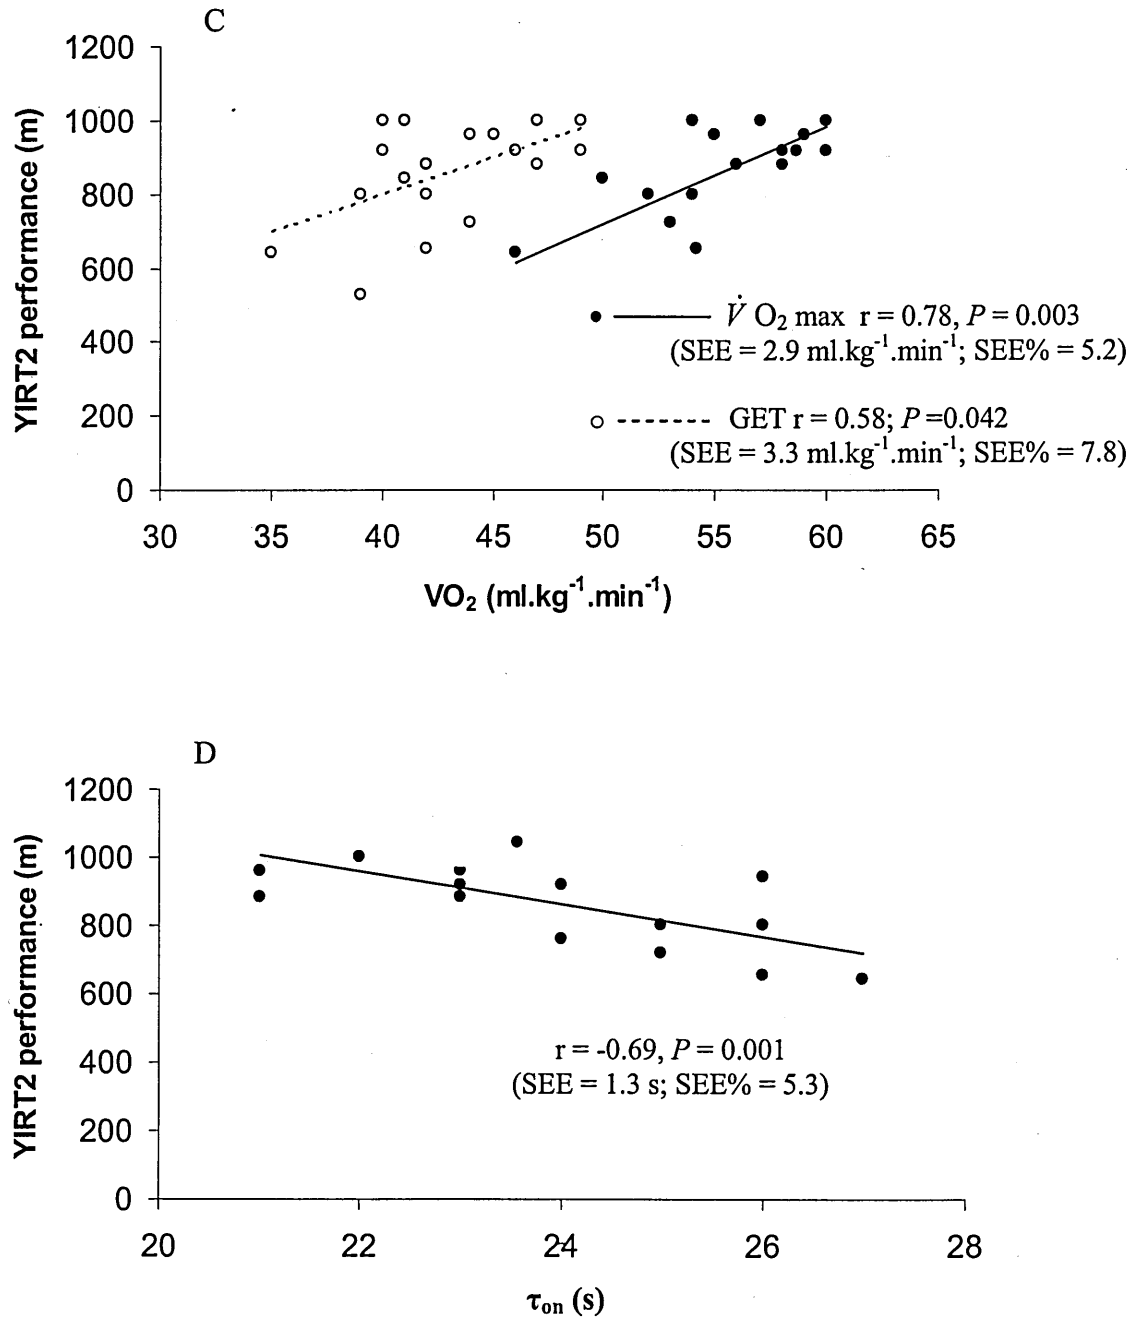 C
1200
1000
800
600
400
200
0
YIRT2 performance (m)
V̇ O₂ max r = 0.78, P = 0.003
(SEE = 2.9 ml.kg⁻¹.min⁻¹; SEE% = 5.2)
GET r = 0.58; P =0.042
(SEE = 3.3 ml.kg⁻¹.min⁻¹; SEE% = 7.8)
30 35 40 45 50 55 60 65
VO₂ (ml.kg⁻¹.min⁻¹)
D
1200
1000
800
600
400
200
0
YIRT2 performance (m)
r = -0.69, P = 0.001
(SEE = 1.3 s; SEE% = 5.3)
20 22 24 26 28
τon (s)